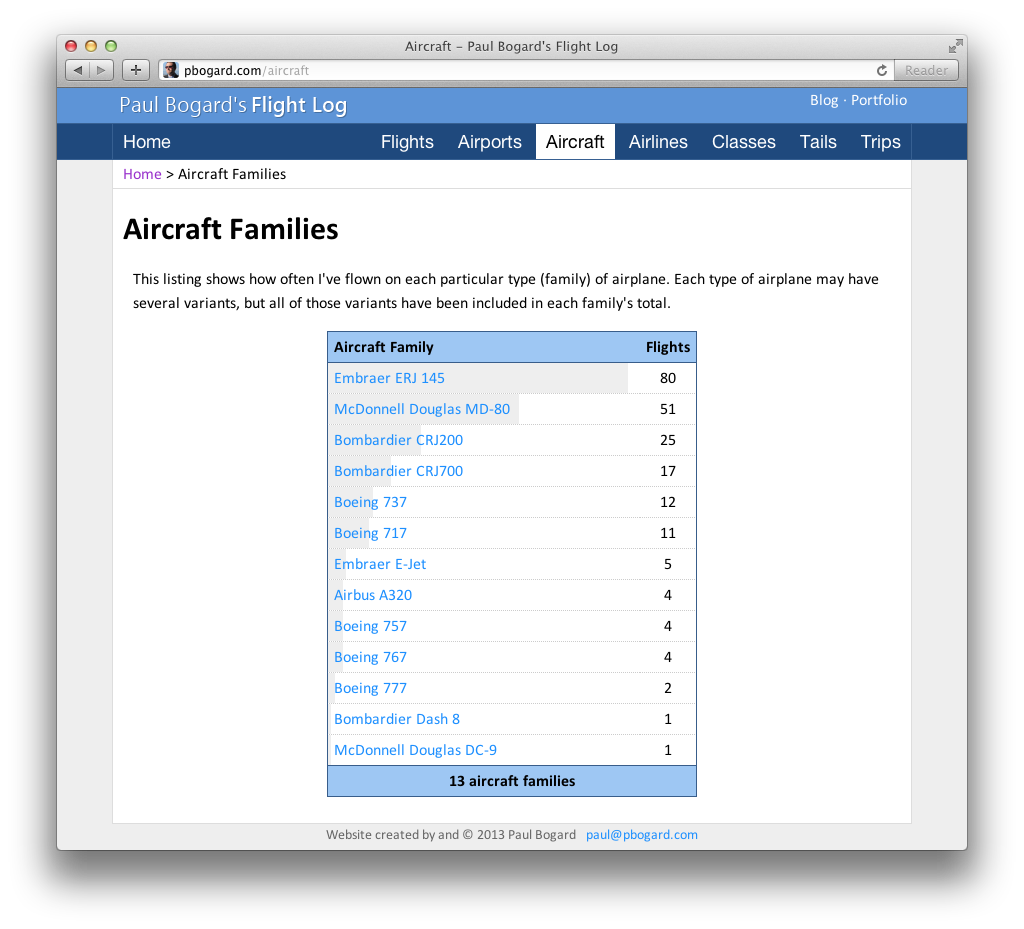 Aircraft – Paul Bogard's Flight Log
pbogard.com/aircraft
Reader
Paul Bogard's Flight Log
Blog · Portfolio
Home Flights Airports Aircraft Airlines Classes Tails Trips
Home > Aircraft Families
Aircraft Families
This listing shows how often I've flown on each particular type (family) of airplane. Each type of airplane may have
several variants, but all of those variants have been included in each family's total.
Aircraft Family Flights
Embraer ERJ 145 80
McDonnell Douglas MD-80 51
Bombardier CRJ200 25
Bombardier CRJ700 17
Boeing 737 12
Boeing 717 11
Embraer E-Jet 5
Airbus A320 4
Boeing 757 4
Boeing 767 4
Boeing 777 2
Bombardier Dash 8 1
McDonnell Douglas DC-9 1
13 aircraft families
Website created by and © 2013 Paul Bogard paul@pbogard.com